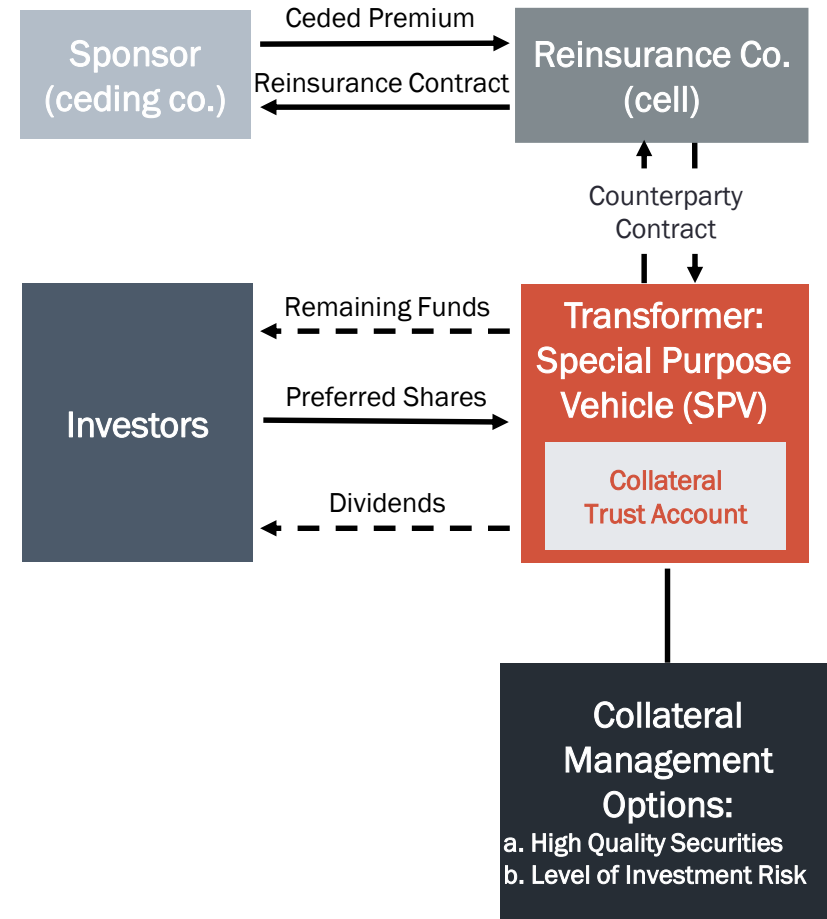 Ceded Premium
Sponsor
(ceding co.)
Reinsurance Contract
Reinsurance Co.
(cell)
Counterparty
Contract
Investors
Remaining Funds
Preferred Shares
Dividends
Transformer:
Special Purpose
Vehicle (SPV)
Collateral
Trust Account
Collateral
Management
Options:
a. High Quality Securities
b. Level of Investment Risk